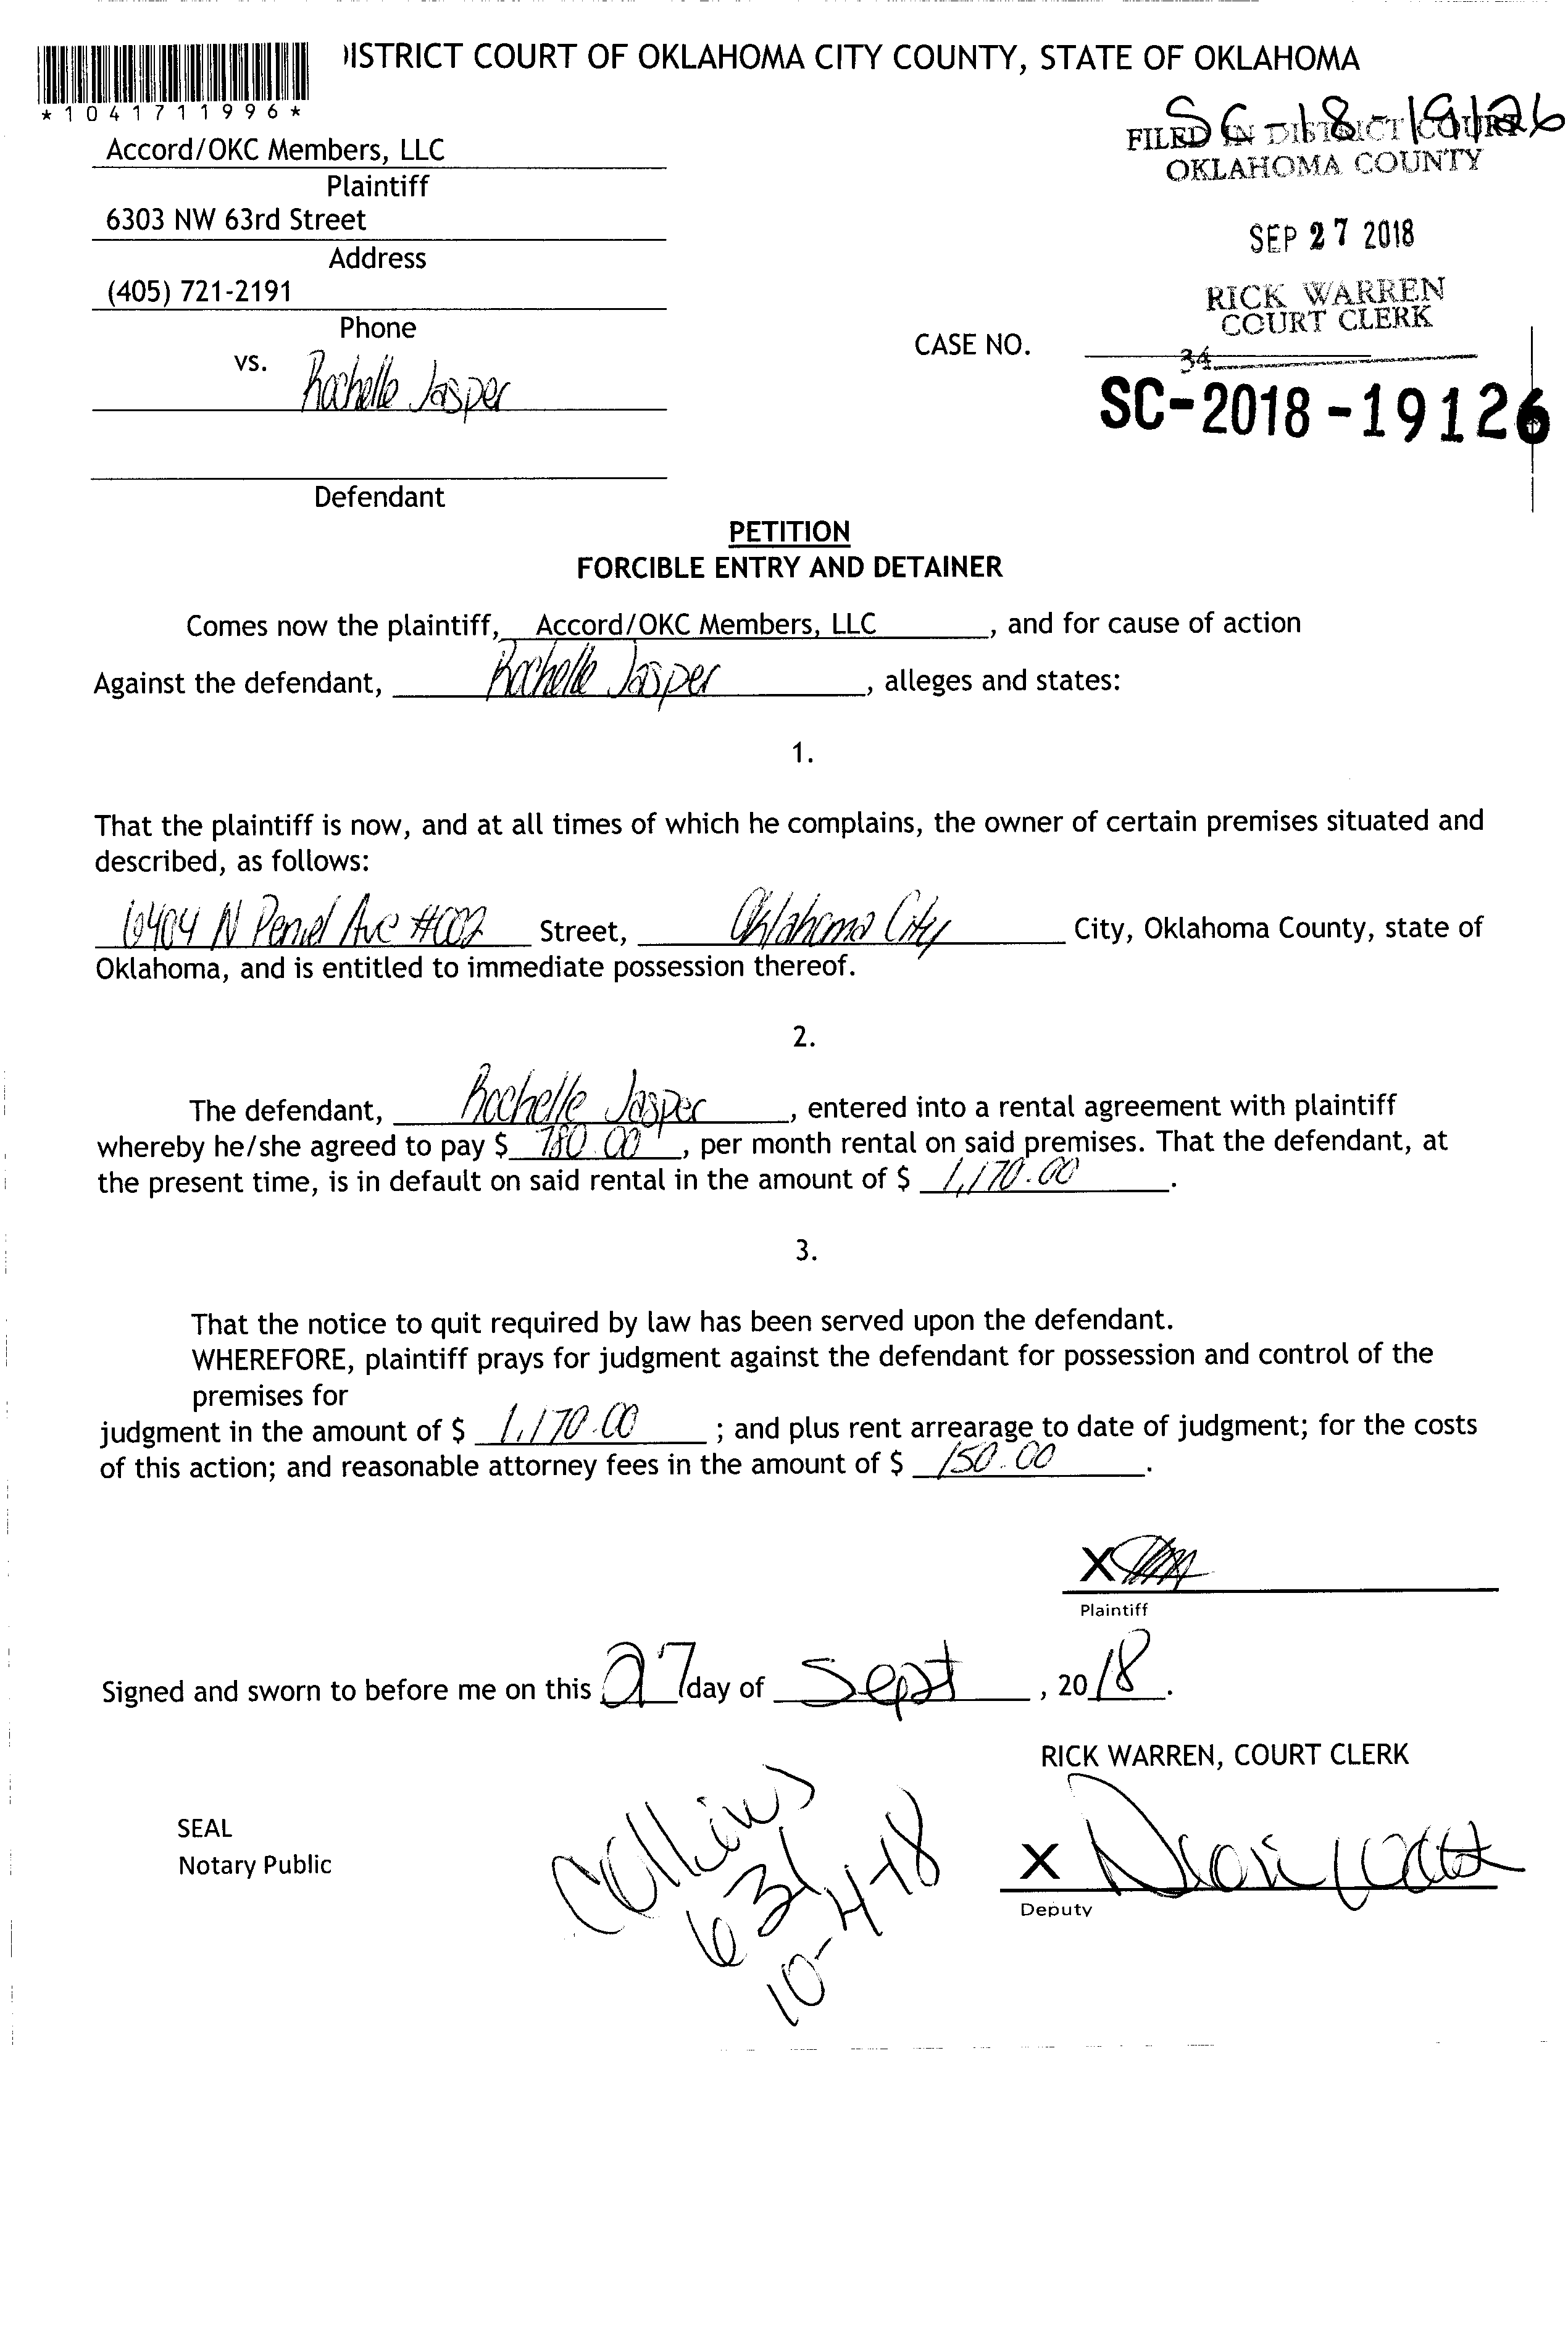 ISTRICT COURT OF OKLAHOMA CITY COUNTY, STATE OF OKLAHOMA
*1041711996*
SC-18-19126
FILED IN DISTRICT COURT
OKLAHOMA COUNTY
Accord/OKC Members, LLC
Plaintiff
6303 NW 63rd Street
Address
SEP 27 2018
(405) 721-2191
Phone
RICK WARREN
COURT CLERK
vs. Rochelle Jasper
CASE NO.
34
SC-2018-19126
Defendant
PETITION
FORCIBLE ENTRY AND DETAINER
Comes now the plaintiff, Accord/OKC Members, LLC, and for cause of action
Against the defendant, Rochelle Jasper, alleges and states:
1.
That the plaintiff is now, and at all times of which he complains, the owner of certain premises situated and
described, as follows:
6404 N Peniel Ave #002 Street, Oklahoma City City, Oklahoma County, state of
Oklahoma, and is entitled to immediate possession thereof.
2.
The defendant, Rochelle Jasper, entered into a rental agreement with plaintiff
whereby he/she agreed to pay $ 780.00, per month rental on said premises. That the defendant, at
the present time, is in default on said rental in the amount of $ 1,170.00.
3.
That the notice to quit required by law has been served upon the defendant.
WHEREFORE, plaintiff prays for judgment against the defendant for possession and control of the
premises for
judgment in the amount of $ 1,170.00 ; and plus rent arrearage to date of judgment; for the costs
of this action; and reasonable attorney fees in the amount of $ 150.00.
X
Plaintiff
Signed and sworn to before me on this 27 day of Sept, 2018.
RICK WARREN, COURT CLERK
SEAL
Notary Public
Collins
631
10-4-18
X
Deputy